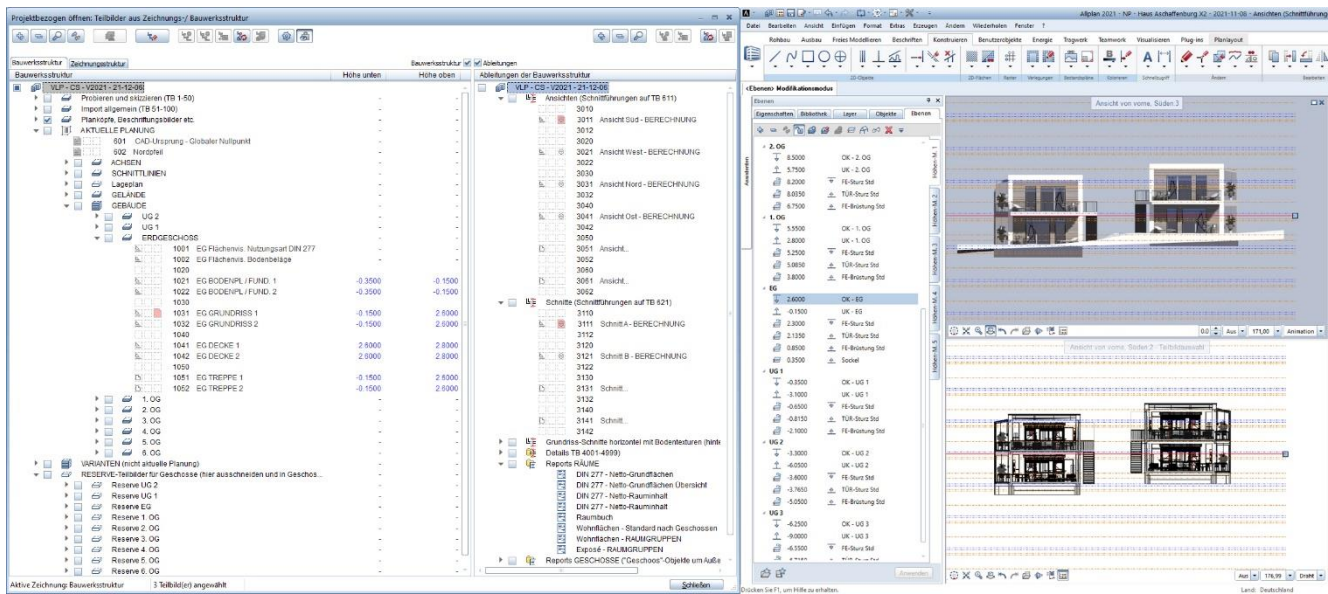 Projektbezogen öffnen: Teilbilder aus Zeichnungs-/ Bauwerksstruktur
Bauwerksstruktur Zeichnungsstruktur Bauwerksstruktur Ableitungen
Bauwerksstruktur Höhe unten Höhe oben
VLP - CS - V2021 - 21-12-06
Probieren und skizzieren (TB 1-50)
Import allgemein (TB 51-100)
Planköpfe, Beschriftungsbilder etc.
AKTUELLE PLANUNG
601 CAD-Ursprung - Globaler Nullpunkt
602 Nordpfeil
ACHSEN
SCHNITTLINIEN
Lageplan
GELÄNDE
GEBÄUDE
UG 2
UG 1
ERDGESCHOSS
1001 EG Flächenvis. Nutzungsart DIN 277
1002 EG Flächenvis. Bodenbeläge
1020
1021 EG BODENPL / FUND. 1 -0.3500 -0.1500
1022 EG BODENPL / FUND. 2 -0.3500 -0.1500
1030
1031 EG GRUNDRISS 1 -0.1500 2.6000
1032 EG GRUNDRISS 2 -0.1500 2.6000
1040
1041 EG DECKE 1 2.6000 2.8000
1042 EG DECKE 2 2.6000 2.8000
1050
1051 EG TREPPE 1 -0.1500 2.6000
1052 EG TREPPE 2 -0.1500 2.6000
1. OG
2. OG
3. OG
4. OG
5. OG
6. OG
VARIANTEN (nicht aktuelle Planung)
RESERVE-Teilbilder für Geschosse (hier ausschneiden und in Geschos...
Reserve UG 2
Reserve UG 1
Reserve EG
Reserve 1. OG
Reserve 2. OG
Reserve 3. OG
Reserve 4. OG
Reserve 5. OG
Reserve 6. OG
Aktive Zeichnung: Bauwerksstruktur 3 Teilbild(er) angewählt
Ableitungen der Bauwerksstruktur
VLP - CS - V2021 - 21-12-06
Ansichten (Schnittführungen auf TB 611)
3010
3011 Ansicht Süd - BERECHNUNG
3012
3020
3021 Ansicht West - BERECHNUNG
3022
3030
3031 Ansicht Nord - BERECHNUNG
3032
3040
3041 Ansicht Ost - BERECHNUNG
3042
3050
3051 Ansicht...
3052
3060
3061 Ansicht...
3062
Schnitte (Schnittführungen auf TB 621)
3110
3111 Schnitt A - BERECHNUNG
3112
3120
3121 Schnitt B - BERECHNUNG
3122
3130
3131 Schnitt...
3132
3140
3141 Schnitt...
3142
Grundriss-Schnitte horizontel mit Bodentexturen (hinte
Details TB 4001-4999)
Reports RÄUME
DIN 277 - Netto-Grundflächen
DIN 277 - Netto-Grundflächen Übersicht
DIN 277 - Netto-Rauminhalt
DIN 277 - Netto-Rauminhalt
Raumbuch
Wohnflächen - Standard nach Geschossen
Wohnflächen - RAUMGRUPPEN
Exposé - RAUMGRUPPEN
Reports GESCHOSSE ("Geschoos"-Objekte um Auße
Schließen
Allplan 2021 - NP - Haus Aschaffenburg X2 - 2021-11-08 - Ansichten (Schnittführung
Datei Bearbeiten Ansicht Einfügen Format Extras Erzeugen Ändern Wiederholen Fenster ?
Rohbau Ausbau Freies Modellieren Beschriften Konstruieren Benutzerobjekte Energie Tragwerk Teamwork Visualisieren Plug-ins Planlayout
2D-Objekte 2D-Flächen Raster Verlegungen Bestandspläne Kolorieren Schnellzugriff Ändern Bearbeiten
<Ebenen> Modifikationsmodus
Assistenten
Ebenen
Eigenschaften Bibliothek Layer Objekte Ebenen
2. OG
8.5000 OK - 2. OG
5.7500 UK - 2. OG
8.2000 FE-Sturz Std
8.0350 TÜR-Sturz Std
6.7500 FE-Brüstung Std
1. OG
5.5500 OK - 1. OG
2.8000 UK - 1. OG
5.2500 FE-Sturz Std
5.0050 TÜR-Sturz Std
3.8000 FE-Brüstung Std
EG
2.6000 OK - EG
-0.1500 UK - EG
2.3000 FE-Sturz Std
2.1350 TÜR-Sturz Std
0.8500 FE-Brüstung Std
0.3500 Sockel
UG 1
-0.3500 OK - UG 1
-3.1000 UK - UG 1
-0.6500 FE-Sturz Std
-0.8150 TÜR-Sturz Std
-2.1000 FE-Brüstung Std
UG 2
-3.3000 OK - UG 2
-6.0500 UK - UG 2
-3.6000 FE-Sturz Std
-3.7650 TÜR-Sturz Std
-5.0500 FE-Brüstung Std
UG 3
-6.2500 OK - UG 3
-9.0000 UK - UG 3
-6.5500 FE-Sturz Std
TÜR-Sturz Std
Anwenden
Höhen-M. 1
Höhen-M. 2
Höhen-M. 3
Höhen-M. 4
Höhen-M. 5
Ansicht von vorne, Süden 3
0.0 Aus 171,00 Animation
Ansicht von vorne, Süden 2 - Teilbildauswahl
Aus 176,99 Draht
Drücken Sie F1, um Hilfe zu erhalten.
Land: Deutschland